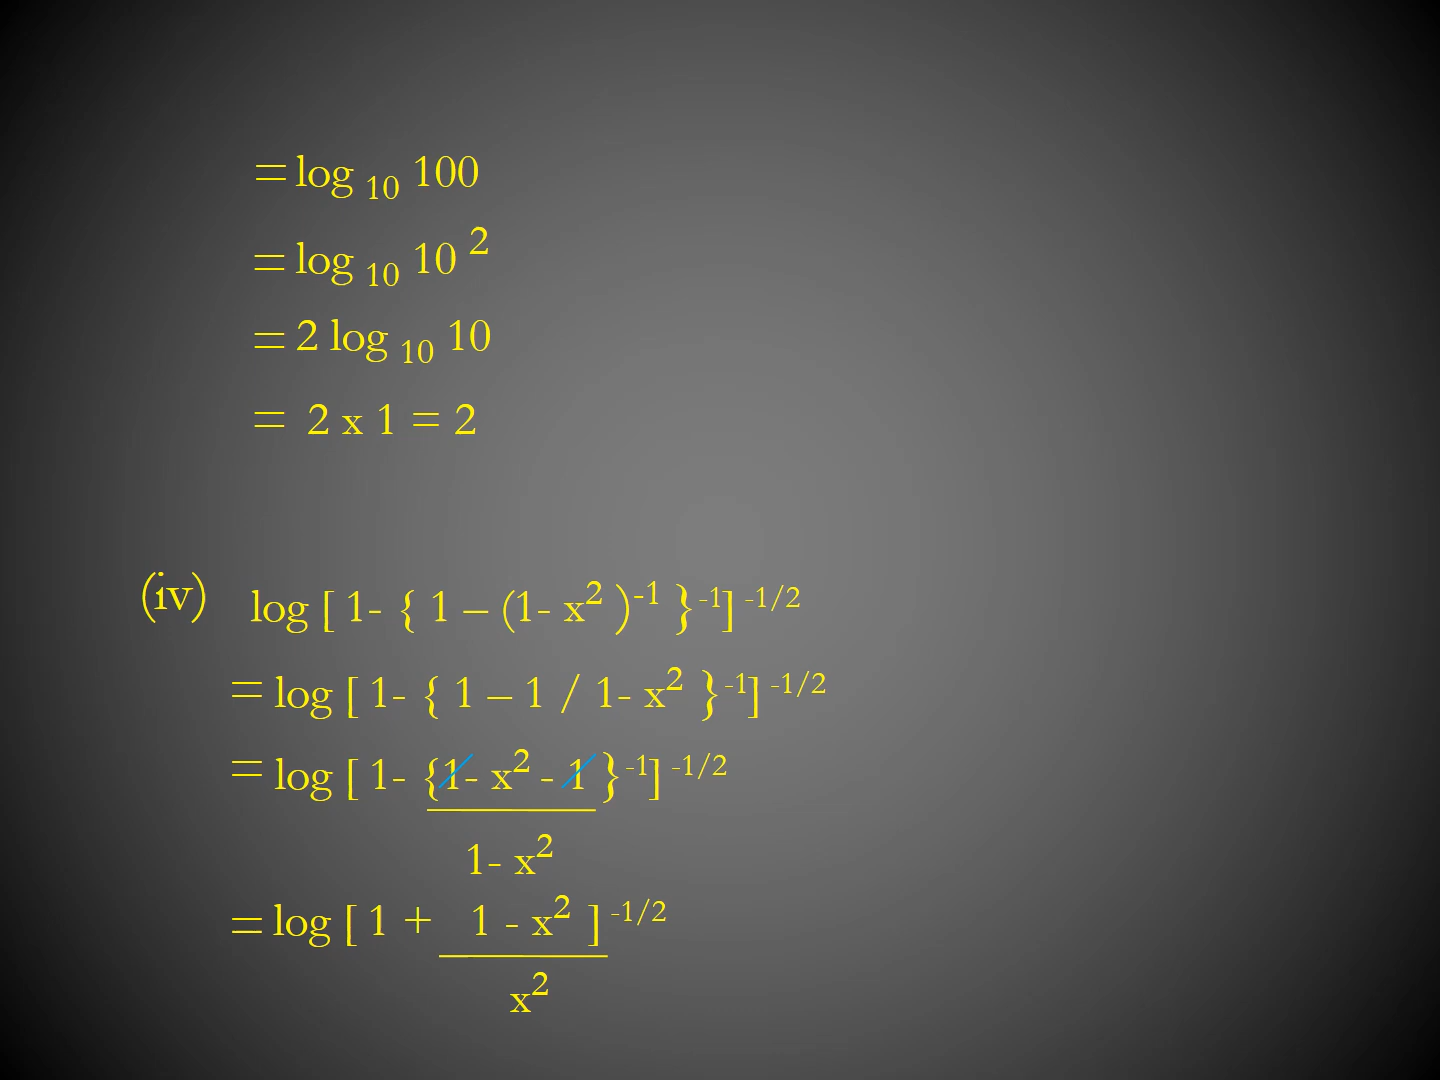 = log ₁₀ 100
= log ₁₀ 10 ²
= 2 log ₁₀ 10
= 2 x 1 = 2
(iv) log [ 1- { 1 – (1- x² )⁻¹ }⁻¹] ⁻¹/²
= log [ 1- { 1 – 1 / 1- x² }⁻¹] ⁻¹/²
= log [ 1- {1- x² - 1 }⁻¹] ⁻¹/²
1- x²
= log [ 1 + 1 - x² ] ⁻¹/²
x²